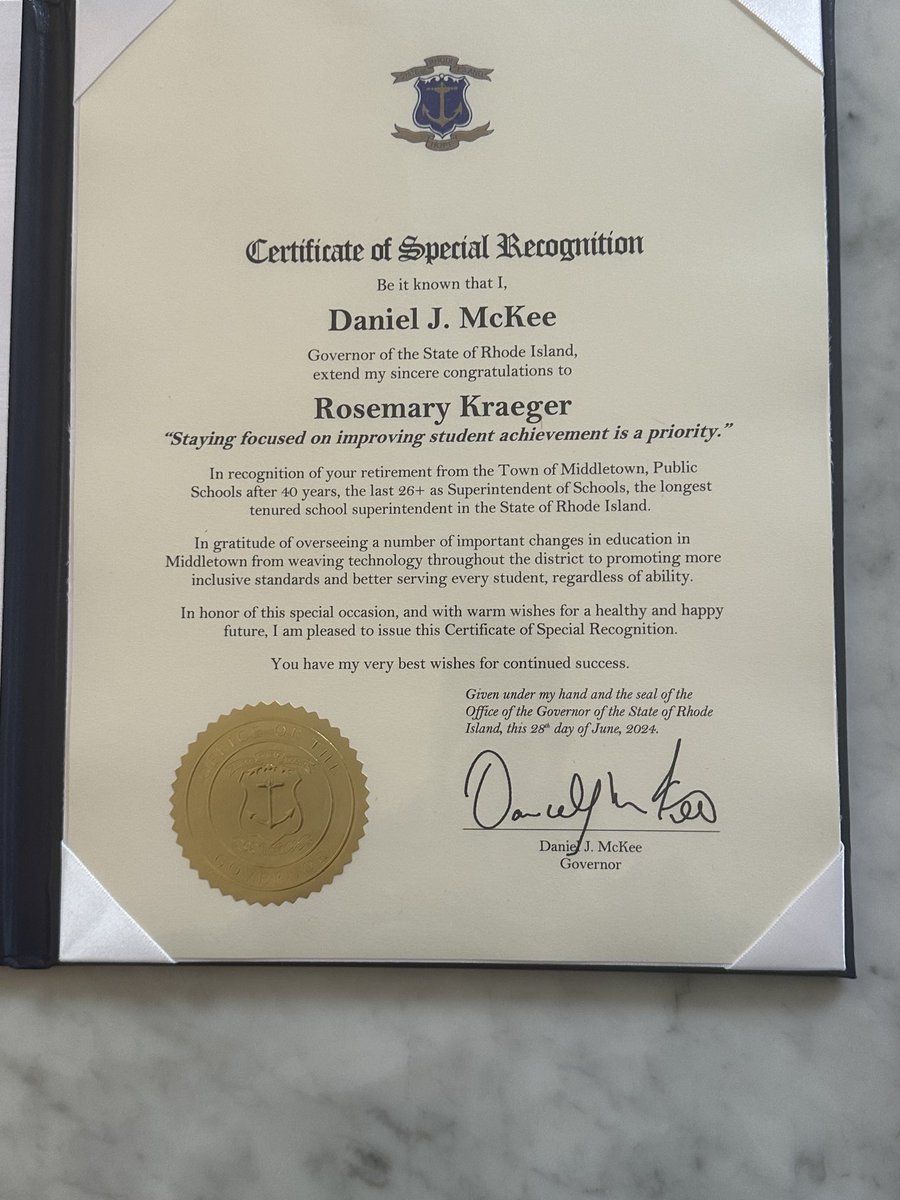 HOPE
Certificate of Special Recognition
Be it known that I,
Daniel J. McKee
Governor of the State of Rhode Island,
extend my sincere congratulations to
Rosemary Kraeger
“Staying focused on improving student achievement is a priority.”
In recognition of your retirement from the Town of Middletown, Public
Schools after 40 years, the last 26+ as Superintendent of Schools, the longest
tenured school superintendent in the State of Rhode Island.
In gratitude of overseeing a number of important changes in education in
Middletown from weaving technology throughout the district to promoting more
inclusive standards and better serving every student, regardless of ability.
In honor of this special occasion, and with warm wishes for a healthy and happy
future, I am pleased to issue this Certificate of Special Recognition.
You have my very best wishes for continued success.
Given under my hand and the seal of the
Office of the Governor of the State of Rhode
Island, this 28th day of June, 2024.
OFFICE OF THE
GOVERNOR
Daniel J McKee
Daniel J. McKee
Governor